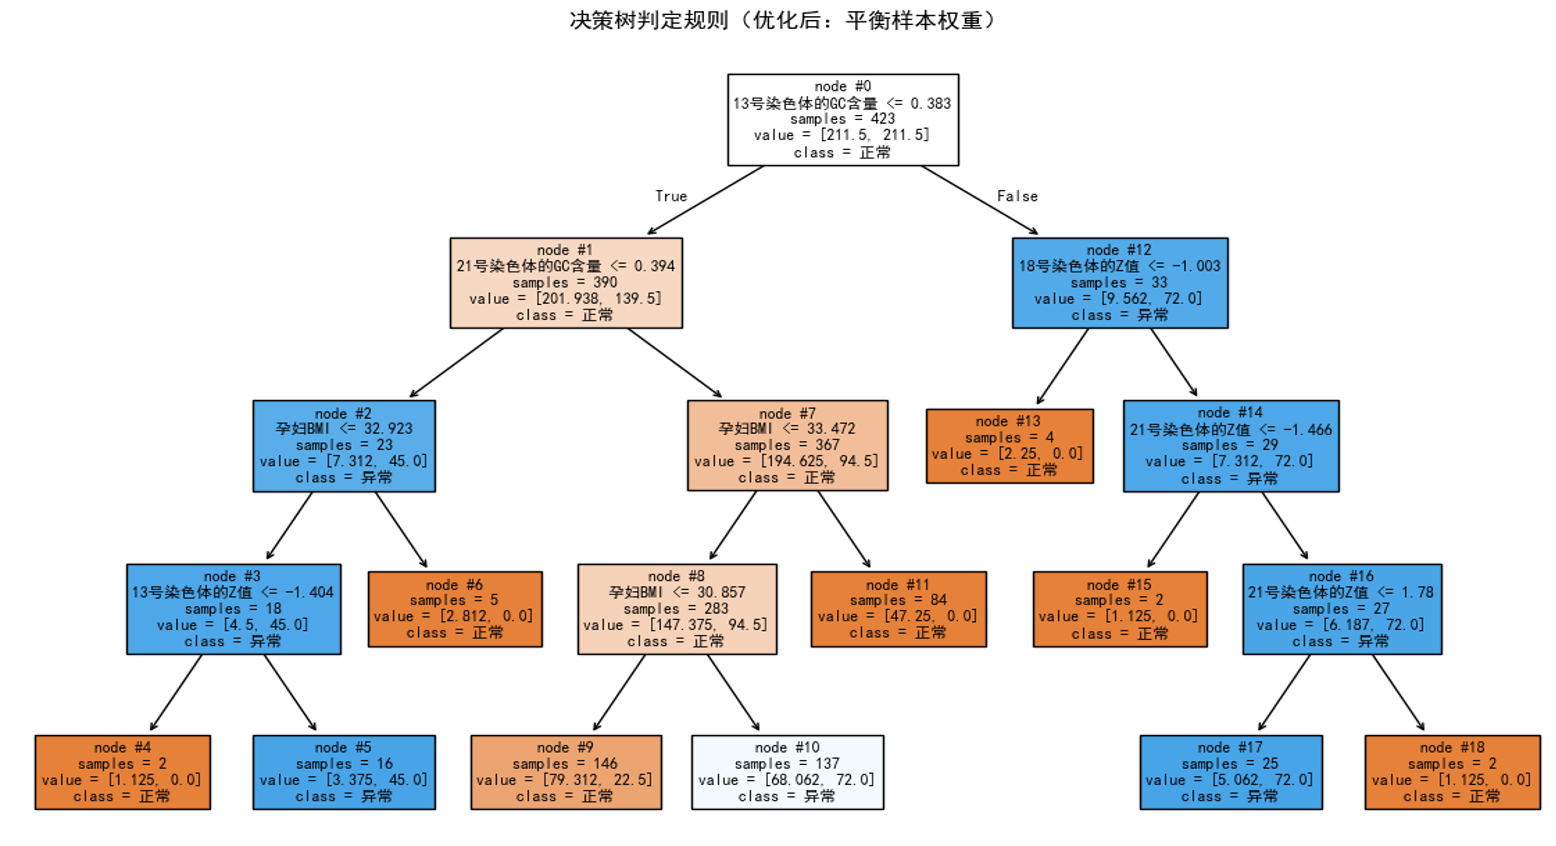 决策树判定规则（优化后：平衡样本权重）
node #0
13号染色体的GC含量 <= 0.383
samples = 423
value = [211.5, 211.5]
class = 正常
True
False
node #1
21号染色体的GC含量 <= 0.394
samples = 390
value = [201.938, 139.5]
class = 正常
node #12
18号染色体的Z值 <= -1.003
samples = 33
value = [9.562, 72.0]
class = 异常
node #2
孕妇BMI <= 32.923
samples = 23
value = [7.312, 45.0]
class = 异常
node #7
孕妇BMI <= 33.472
samples = 367
value = [194.625, 94.5]
class = 正常
node #13
samples = 4
value = [2.25, 0.0]
class = 正常
node #14
21号染色体的Z值 <= -1.466
samples = 29
value = [7.312, 72.0]
class = 异常
node #3
13号染色体的Z值 <= -1.404
samples = 18
value = [4.5, 45.0]
class = 异常
node #6
samples = 5
value = [2.812, 0.0]
class = 正常
node #8
孕妇BMI <= 30.857
samples = 283
value = [147.375, 94.5]
class = 正常
node #11
samples = 84
value = [47.25, 0.0]
class = 正常
node #15
samples = 2
value = [1.125, 0.0]
class = 正常
node #16
21号染色体的Z值 <= 1.78
samples = 27
value = [6.187, 72.0]
class = 异常
node #4
samples = 2
value = [1.125, 0.0]
class = 正常
node #5
samples = 16
value = [3.375, 45.0]
class = 异常
node #9
samples = 146
value = [79.312, 22.5]
class = 正常
node #10
samples = 137
value = [68.062, 72.0]
class = 异常
node #17
samples = 25
value = [5.062, 72.0]
class = 异常
node #18
samples = 2
value = [1.125, 0.0]
class = 正常